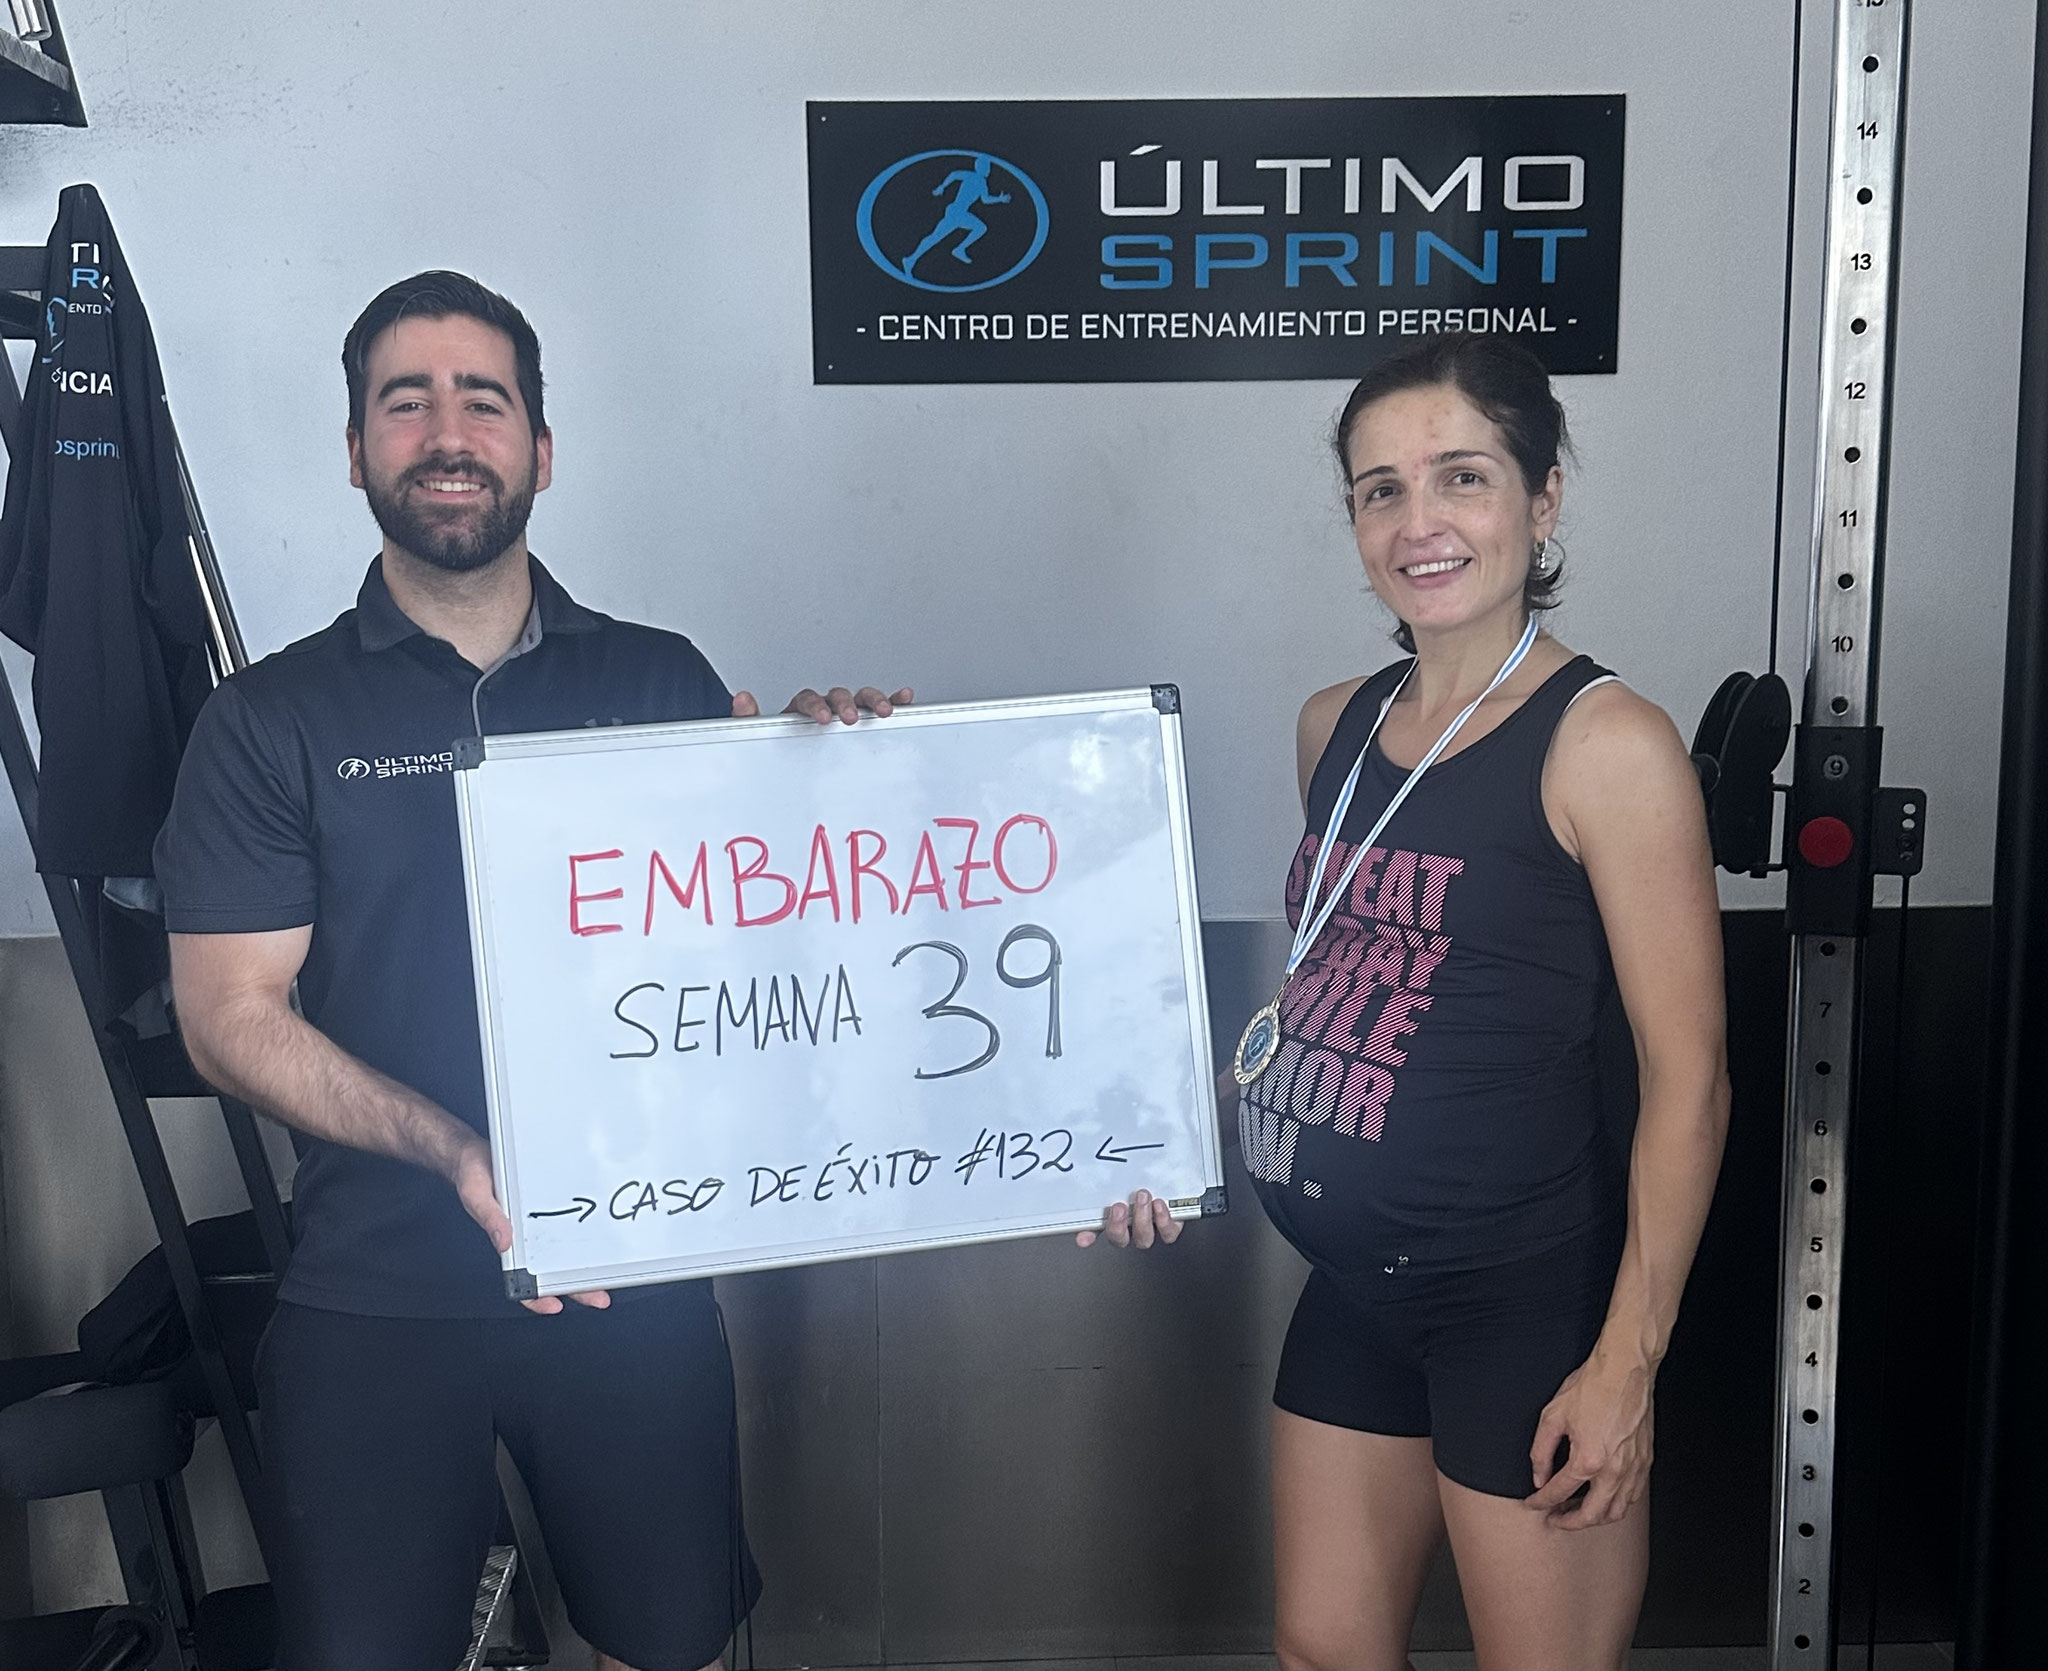 ÚLTIMO
SPRINT
- CENTRO DE ENTRENAMIENTO PERSONAL -
ÚLTIMO
SPRINT
EMBARAZO
SEMANA 39
→ CASO DE ÉXITO #132 ←
SWEAT
15
14
13
12
11
10
9
7
6
5
4
3
2